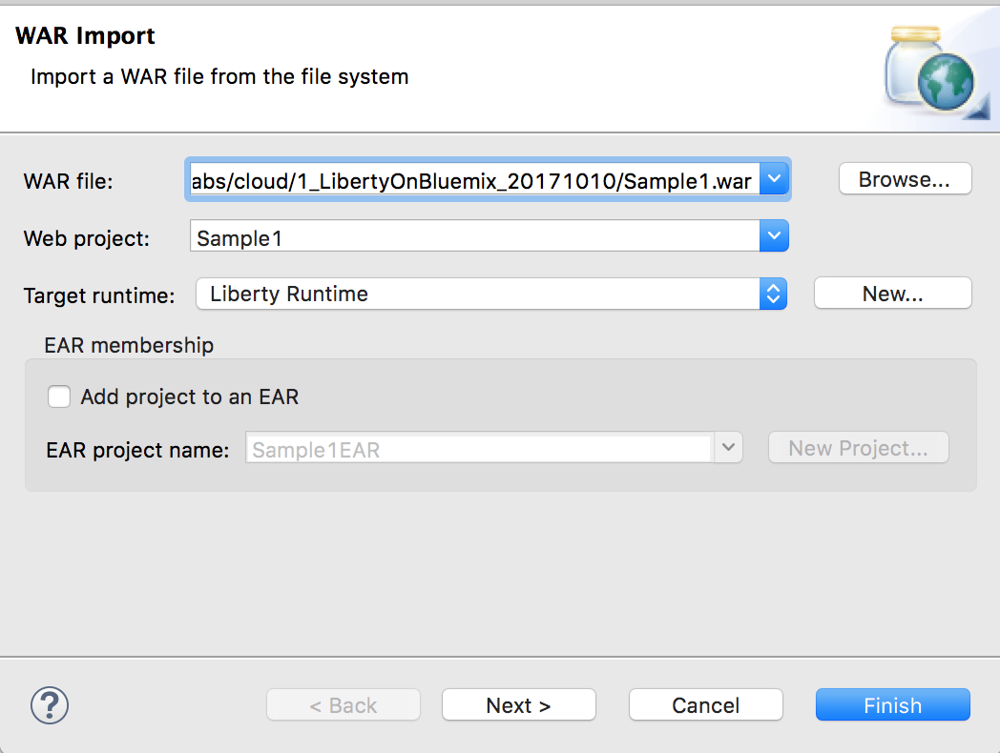 WAR Import
Import a WAR file from the file system
WAR file: abs/cloud/1_LibertyOnBluemix_20171010/Sample1.war Browse...
Web project: Sample1
Target runtime: Liberty Runtime New...
EAR membership
Add project to an EAR
EAR project name: Sample1EAR New Project...
? < Back Next > Cancel Finish